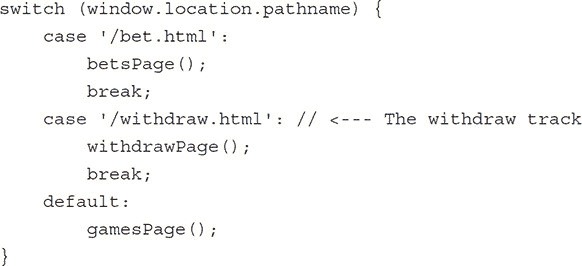 switch (window.location.pathname) {
    case '/bet.html':
        betsPage();
        break;
    case '/withdraw.html': // <--- The withdraw track
        withdrawPage();
        break;
    default:
        gamesPage();
}